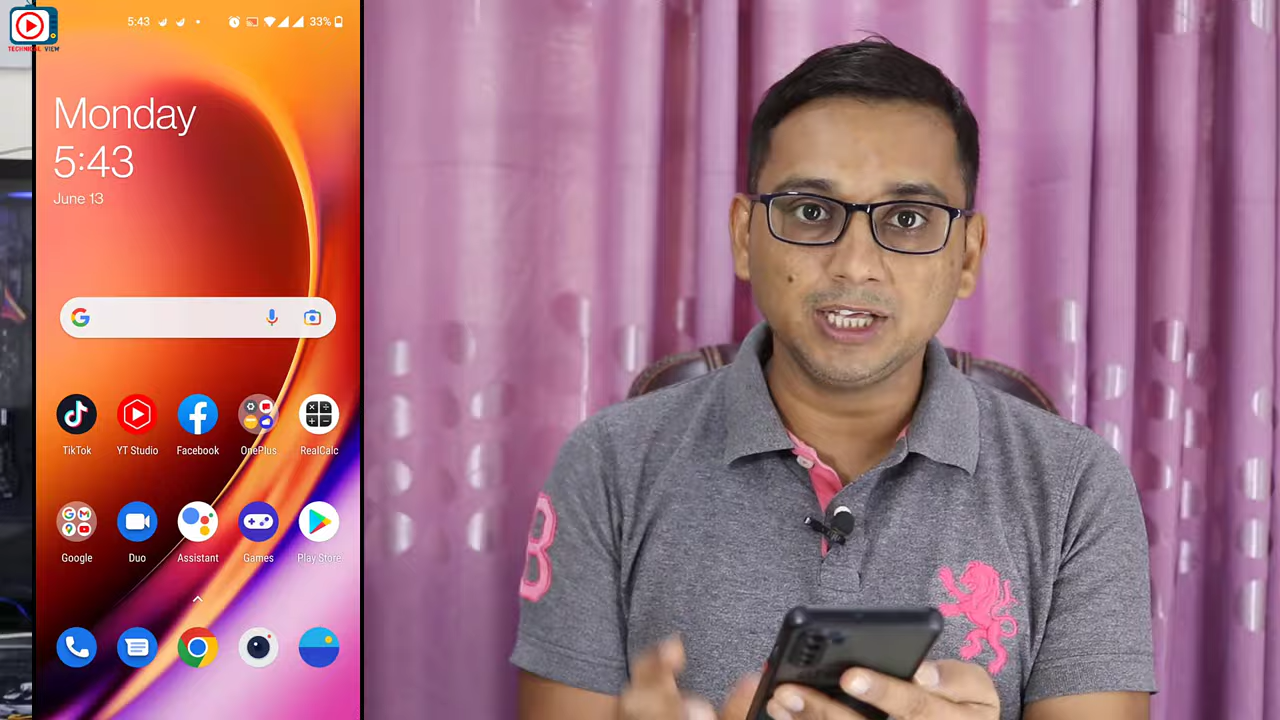 TECHNICAL VIEW
5:43
33%
Monday
5:43
June 13
TikTok
YT Studio
Facebook
OnePlus
RealCalc
Google
Duo
Assistant
Games
Play Store
B